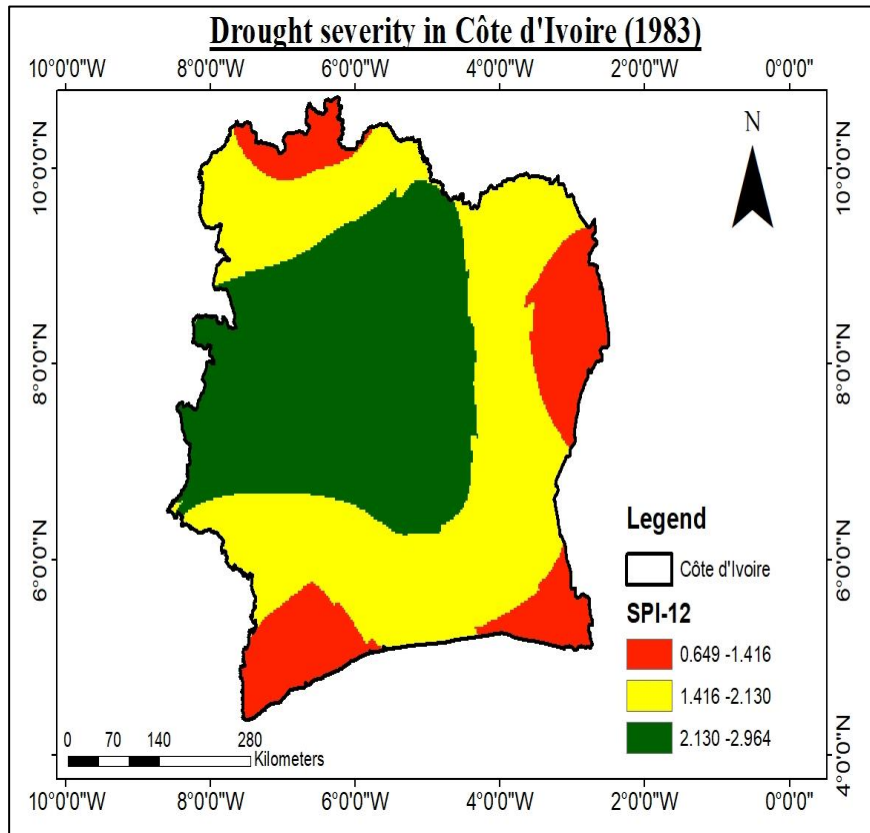 Drought severity in Côte d'Ivoire (1983)
10°0'0"W 8°0'0"W 6°0'0"W 4°0'0"W 2°0'0"W 0°0'0"
N
10°0'0"N 10°0'0"N
8°0'0"N 8°0'0"N
6°0'0"N 6°0'0"N
4°0'0"N
Legend
Côte d'Ivoire
SPI-12
0.649 -1.416
1.416 -2.130
2.130 -2.964
0 70 140 280
Kilometers
10°0'0"W 8°0'0"W 6°0'0"W 4°0'0"W 2°0'0"W 0°0'0"